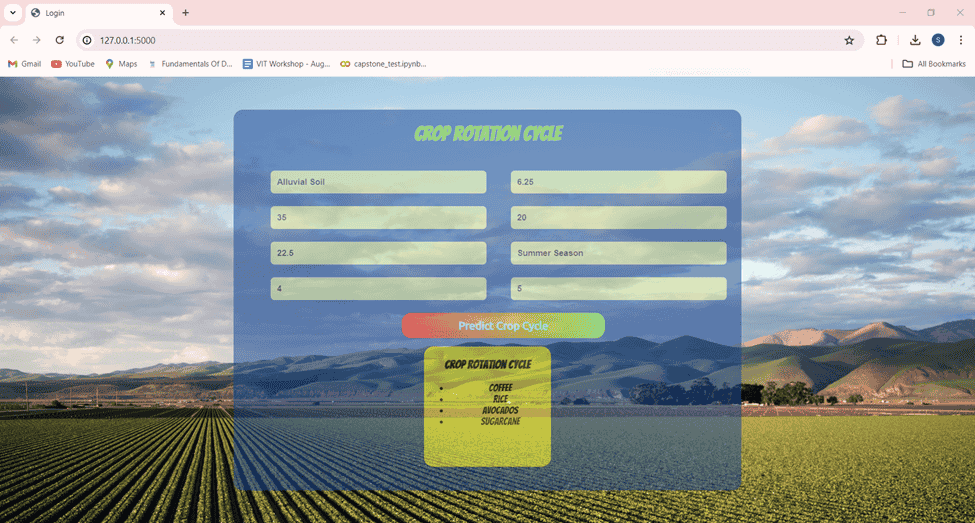 Login
127.0.0.1:5000
S
Gmail YouTube Maps Fundamentals Of D... VIT Workshop - Aug... capstone_test.ipynb... All Bookmarks
CROP ROTATION CYCLE
Alluvial Soil 6.25
35 20
22.5 Summer Season
4 5
Predict Crop Cycle
CROP ROTATION CYCLE
COFFEE
RICE
AVOCADOS
SUGARCANE